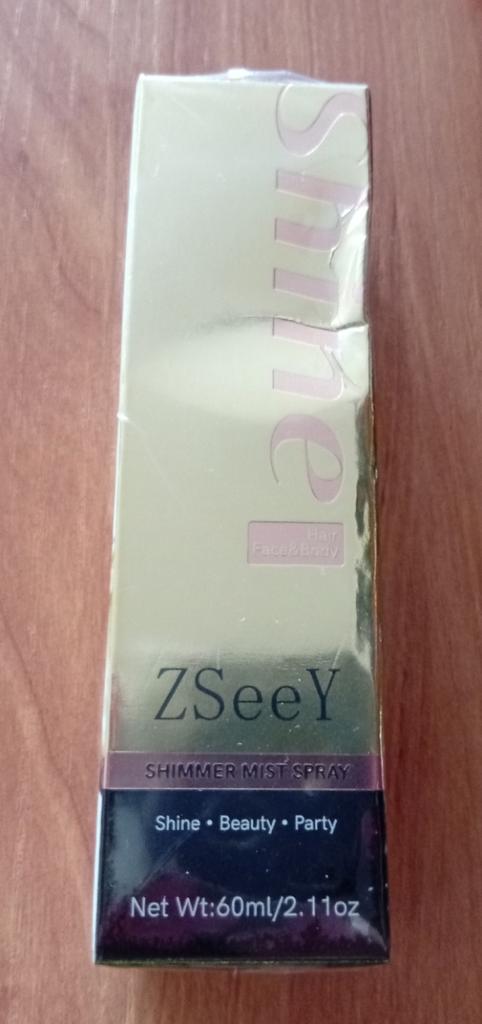 Shine
Hair
Face&Body
ZSeeY
SHIMMER MIST SPRAY
Shine • Beauty • Party
Net Wt:60ml/2.11oz